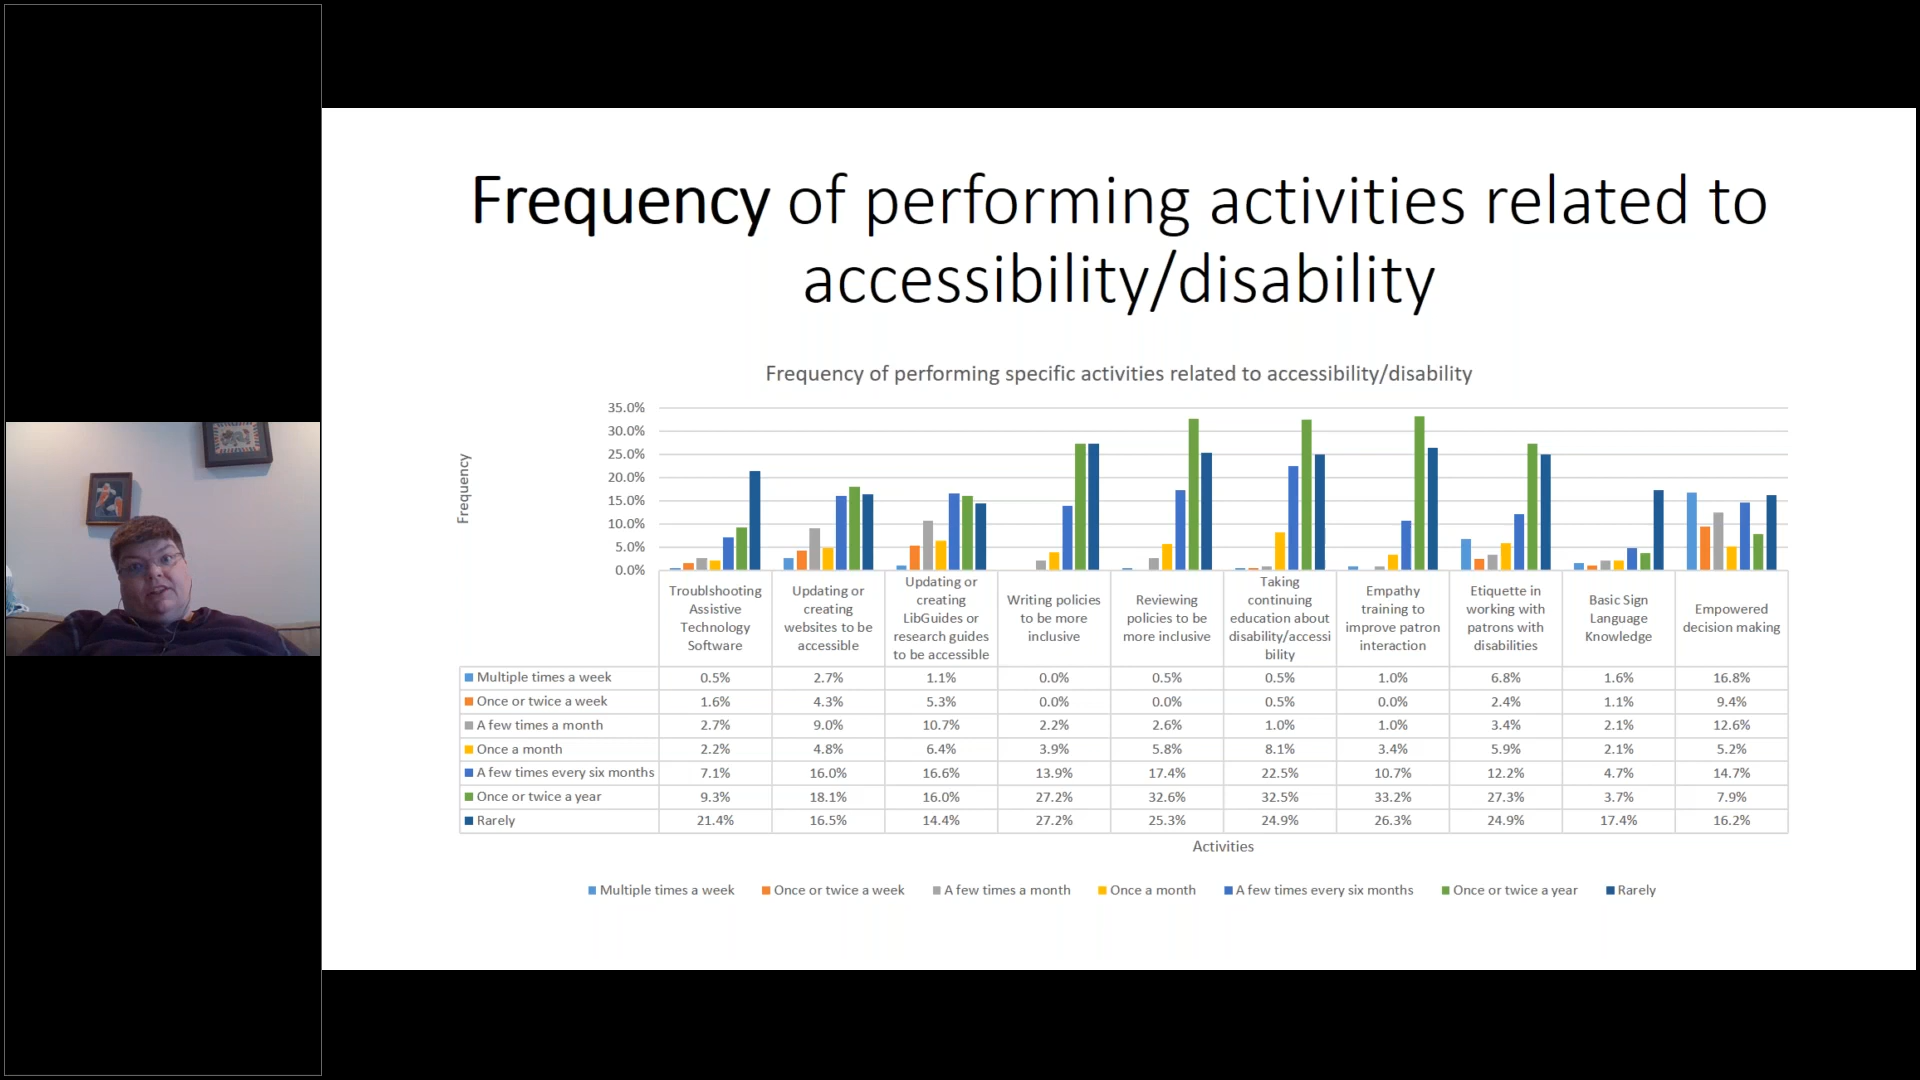 Frequency of performing activities related to
accessibility/disability
Frequency of performing specific activities related to accessibility/disability
Frequency
35.0%
30.0%
25.0%
20.0%
15.0%
10.0%
5.0%
0.0%
Troublshooting
Assistive
Technology
Software
Updating or
creating
websites to be
accessible
Updating or
creating
LibGuides or
research guides
to be accessible
Writing policies
to be more
inclusive
Reviewing
policies to be
more inclusive
Taking
continuing
education about
disability/accessi
bility
Empathy
training to
improve patron
interaction
Etiquette in
working with
patrons with
disabilities
Basic Sign
Language
Knowledge
Empowered
decision making
Multiple times a week 0.5% 2.7% 1.1% 0.0% 0.5% 0.5% 1.0% 6.8% 1.6% 16.8%
Once or twice a week 1.6% 4.3% 5.3% 0.0% 0.0% 0.5% 0.0% 2.4% 1.1% 9.4%
A few times a month 2.7% 9.0% 10.7% 2.2% 2.6% 1.0% 1.0% 3.4% 2.1% 12.6%
Once a month 2.2% 4.8% 6.4% 3.9% 5.8% 8.1% 3.4% 5.9% 2.1% 5.2%
A few times every six months 7.1% 16.0% 16.6% 13.9% 17.4% 22.5% 10.7% 12.2% 4.7% 14.7%
Once or twice a year 9.3% 18.1% 16.0% 27.2% 32.6% 32.5% 33.2% 27.3% 3.7% 7.9%
Rarely 21.4% 16.5% 14.4% 27.2% 25.3% 24.9% 26.3% 24.9% 17.4% 16.2%
Activities
Multiple times a week Once or twice a week A few times a month Once a month A few times every six months Once or twice a year Rarely